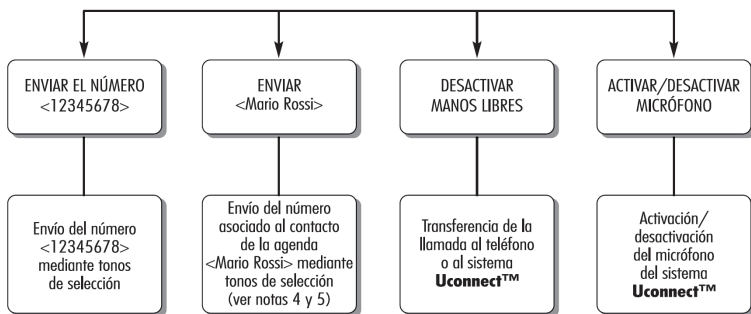 ENVIAR EL NÚMERO
<12345678>
ENVIAR
<Mario Rossi>
DESACTIVAR
MANOS LIBRES
ACTIVAR/DESACTIVAR
MICRÓFONO
Envío del número
<12345678>
mediante tonos
de selección
Envío del número
asociado al contacto
de la agenda
<Mario Rossi> mediante
tonos de selección
(ver notas 4 y 5)
Transferencia de la
llamada al teléfono
o al sistema
Uconnect™
Activación/
desactivación
del micrófono
del sistema
Uconnect™